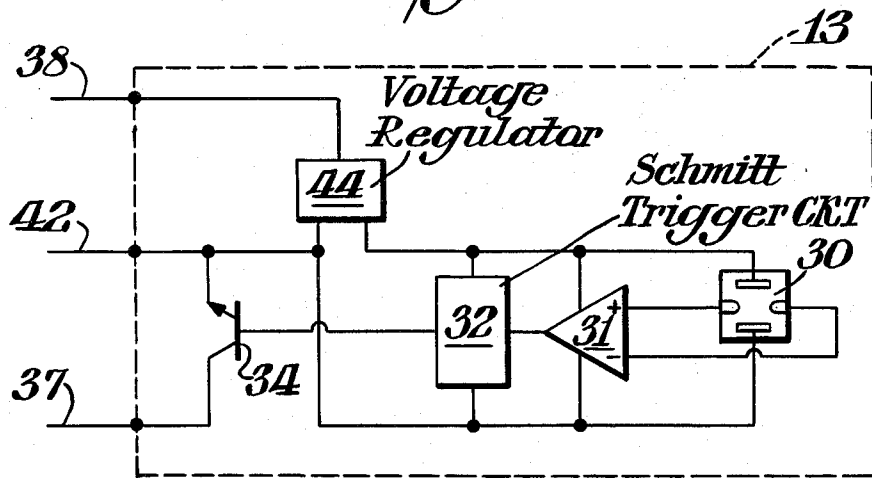 13
38
Voltage
Regulator
44
Schmitt
Trigger CKT
42
30
32
+
31
-
34
37